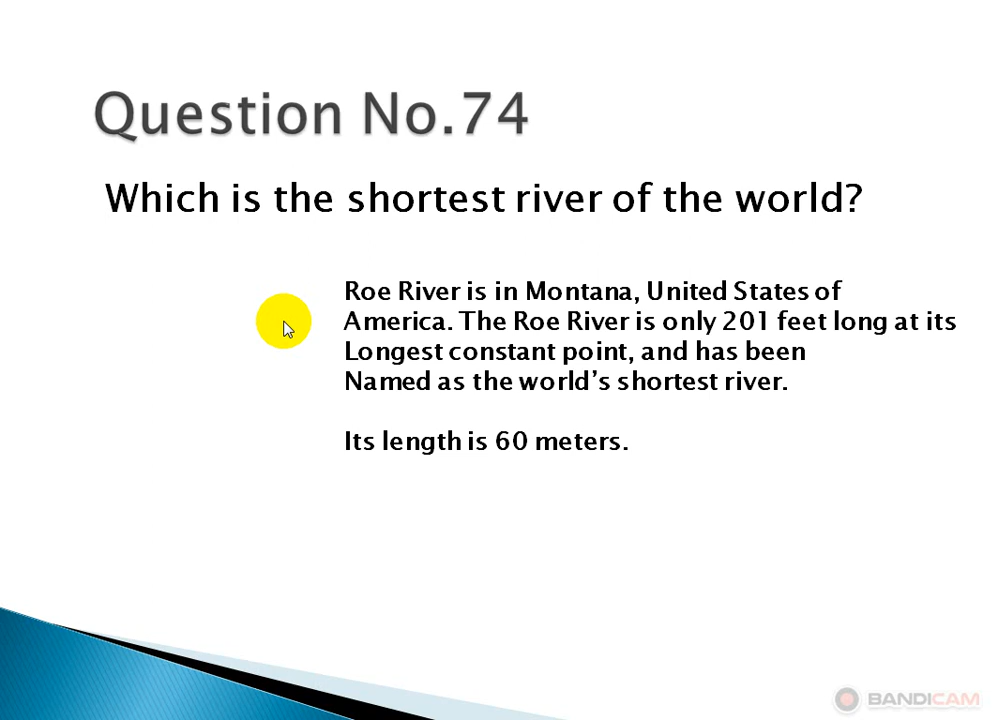 Question No.74
Which is the shortest river of the world?
Roe River is in Montana, United States of
America. The Roe River is only 201 feet long at its
Longest constant point, and has been
Named as the world’s shortest river.
Its length is 60 meters.
BANDICAM